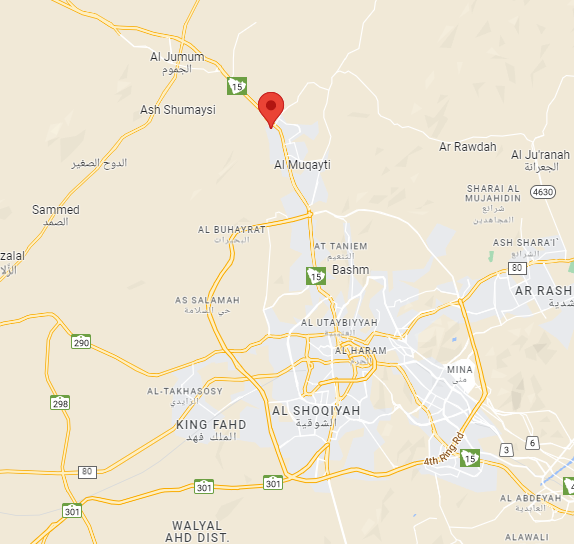 Al Jumum
الجموم
15
Ash Shumaysi
Al Muqayti
Ar Rawdah
Al Ju'ranah
الجعرانة
الدوح الصغير
4630
SHARAI AL
MUJAHIDIN
شرائع
المجاهدين
Sammed
الصمد
AL BUHAYRAT
البحيرات
AT TANIEM
التنعيم
ASH SHARA'I'
الشرائع
zalal
15
Bashm
80
AR RASH
AS SALAMAH
حي السلامة
AL UTAYBIYYAH
العتيبية
290
AL HARAM
الحرم
MINA
منى
AL-TAKHASOSY
الزايدي
298
KING FAHD
الملك فهد
AL SHOQIYAH
الشوقية
4th Ring Rd
3
6
15
80
301
301
301
4
AL ABDEYAH
العابدية
WALYAL
AHD DIST.
ALAWALI